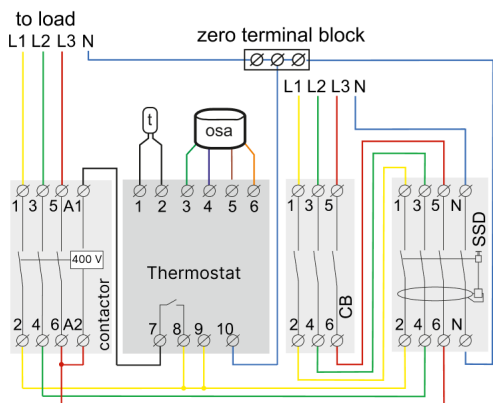 to load
L1 L2 L3 N
zero terminal block
L1 L2 L3 N
t
osa
1 3 5 A1
1 2 3 4 5 6
1 3 5
1 3 5 N
400 V
Thermostat
contactor
CB
SSD
2 4 6 A2
7 8 9 10
2 4 6
2 4 6 N